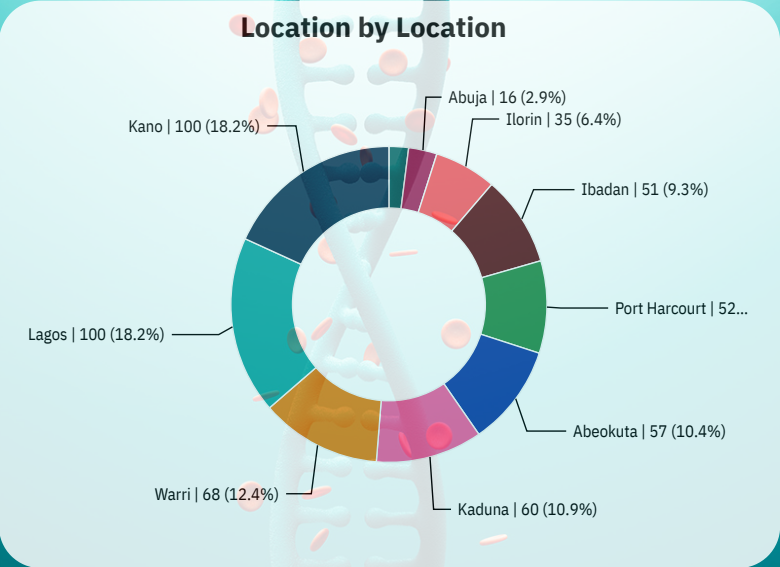 Location by Location
Abuja | 16 (2.9%)
Ilorin | 35 (6.4%)
Kano | 100 (18.2%)
Ibadan | 51 (9.3%)
Port Harcourt | 52...
Lagos | 100 (18.2%)
Abeokuta | 57 (10.4%)
Warri | 68 (12.4%)
Kaduna | 60 (10.9%)